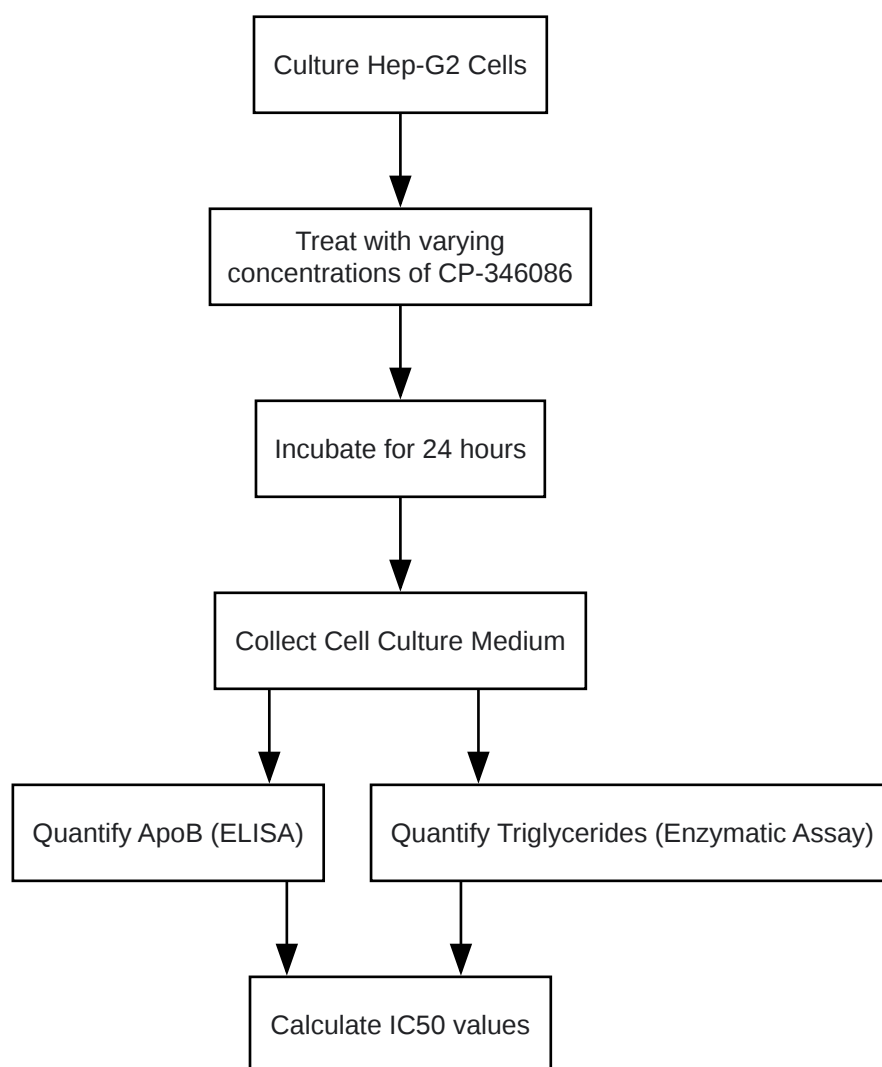 Culture Hep-G2 Cells
Treat with varying
concentrations of CP-346086
Incubate for 24 hours
Collect Cell Culture Medium
Quantify ApoB (ELISA)
Quantify Triglycerides (Enzymatic Assay)
Calculate IC50 values